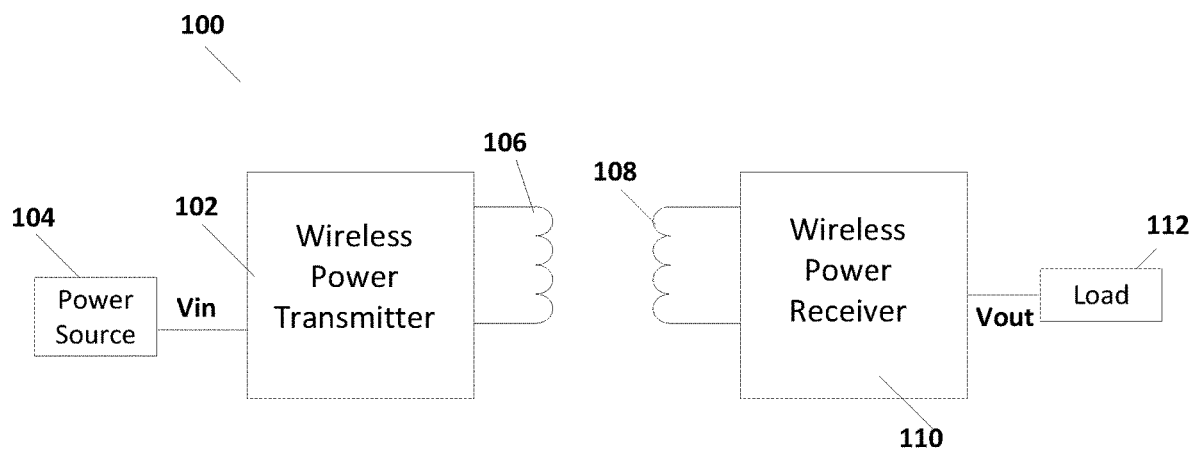 100
106
108
104
102
112
Wireless
Power
Transmitter
Wireless
Power
Receiver
Power
Source
Vin
Load
Vout
110